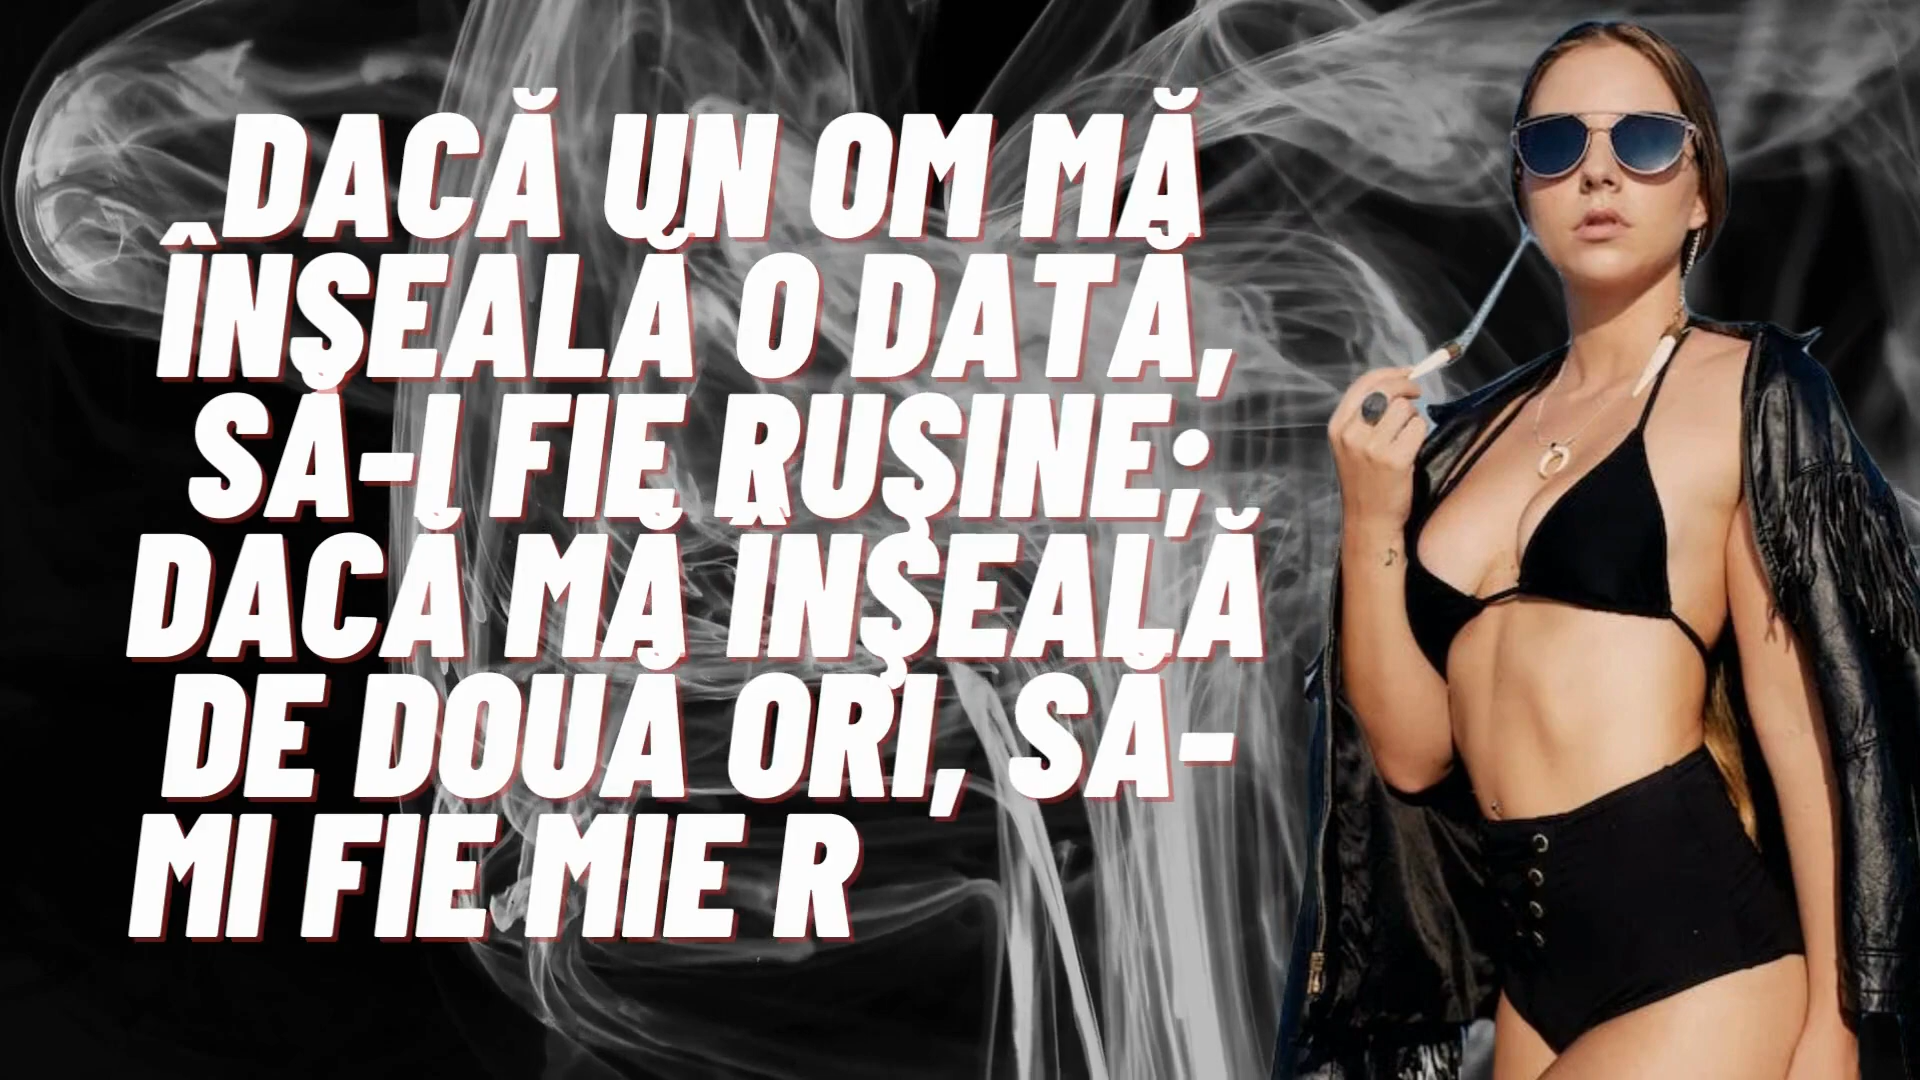 DACĂ UN OM MĂ
ÎNȘEALĂ O DATĂ,
SĂ-I FIE RUȘINE;
DACĂ MĂ ÎNȘEALĂ
DE DOUĂ ORI, SĂ-
MI FIE MIE R